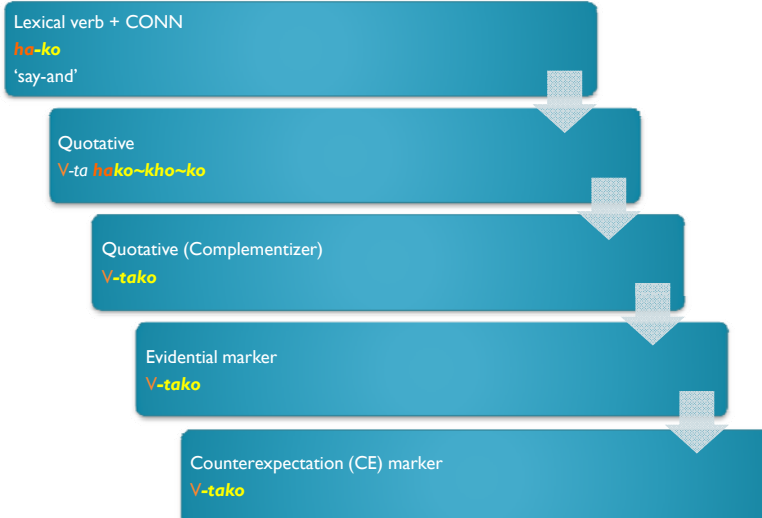 Lexical verb + CONN
ha-ko
‘say-and’
Quotative
V-ta hako~kho~ko
Quotative (Complementizer)
V-tako
Evidential marker
V-tako
Counterexpectation (CE) marker
V-tako